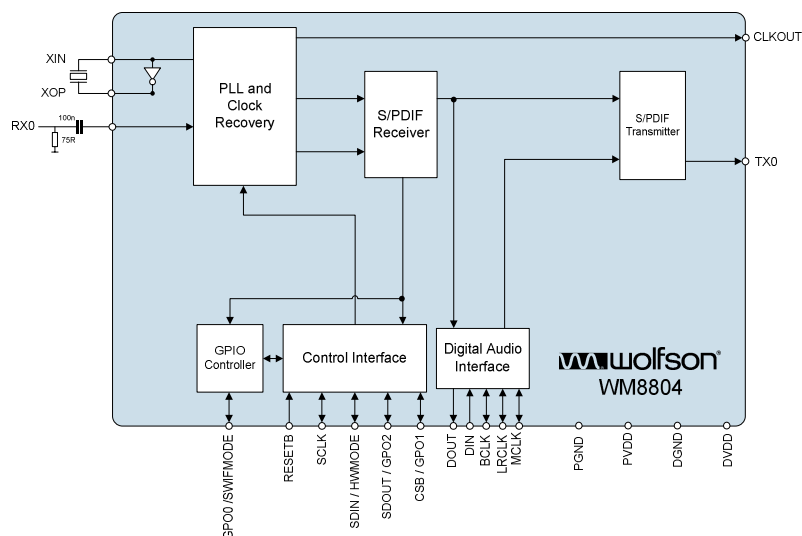 XIN
XOP
RX0
100n
75R
PLL and
Clock
Recovery
S/PDIF
Receiver
S/PDIF
Transmitter
CLKOUT
TX0
GPIO
Controller
Control Interface
Digital Audio
Interface
wolfson®
WM8804
GPO0 /SWIFMODE
RESETB
SCLK
SDIN / HWMODE
SDOUT / GPO2
CSB / GPO1
DOUT
DIN
BCLK
LRCLK
MCLK
PGND
PVDD
DGND
DVDD